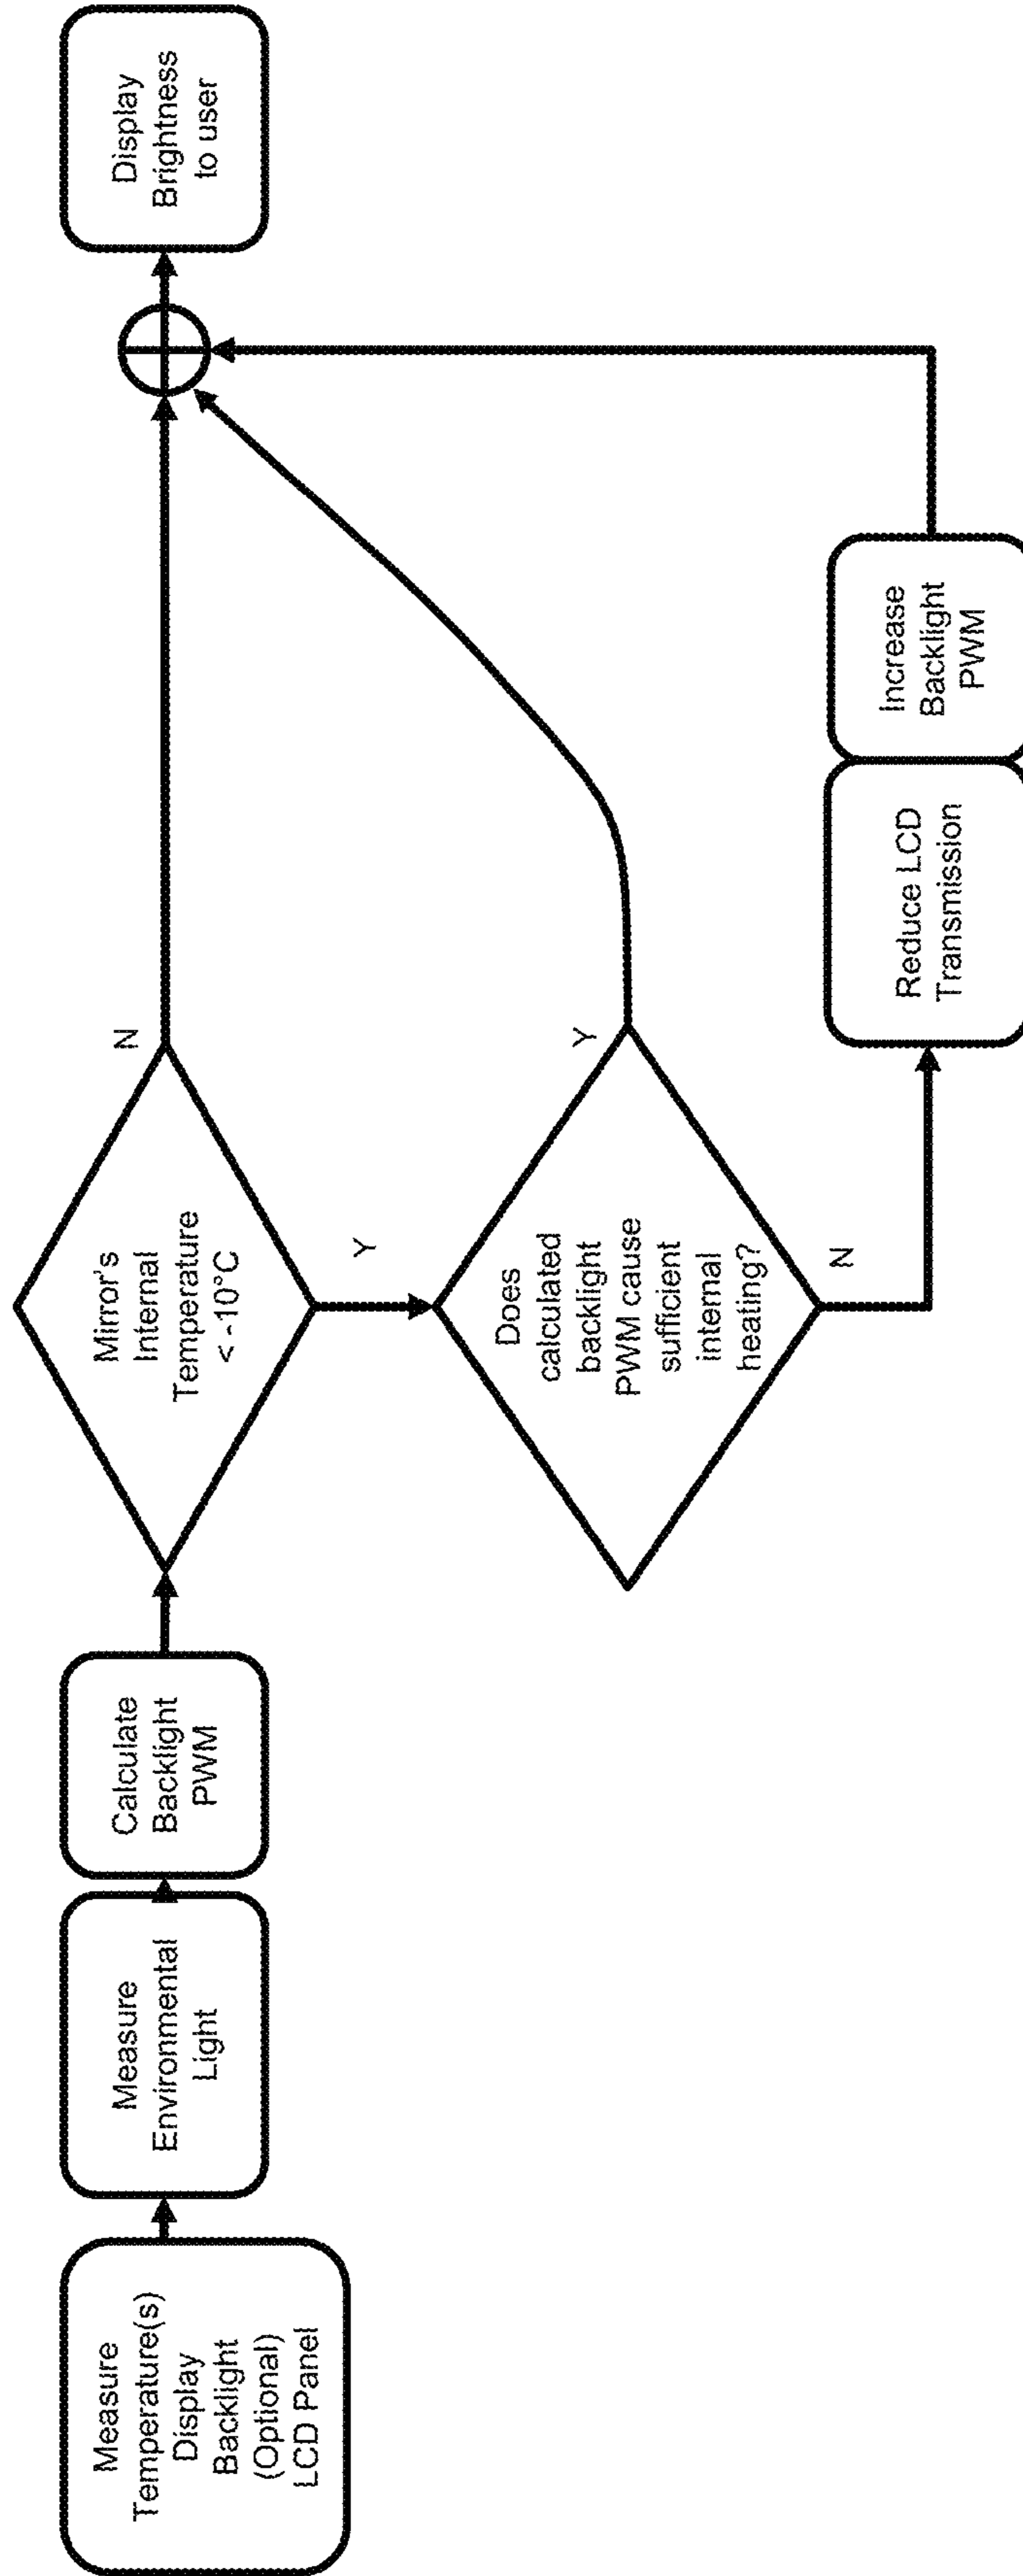 Measure
Temperature(s)
Display
Backlight
(Optional)
LCD Panel
Measure
Environmental
Light
Calculate
Backlight
PWM
Mirror's
Internal
Temperature
< -10°C
N
Y
Does
calculated
backlight
PWM cause
sufficient
internal
heating?
Y
N
Reduce LCD
Transmission
Increase
Backlight
PWM
Display
Brightness
to user